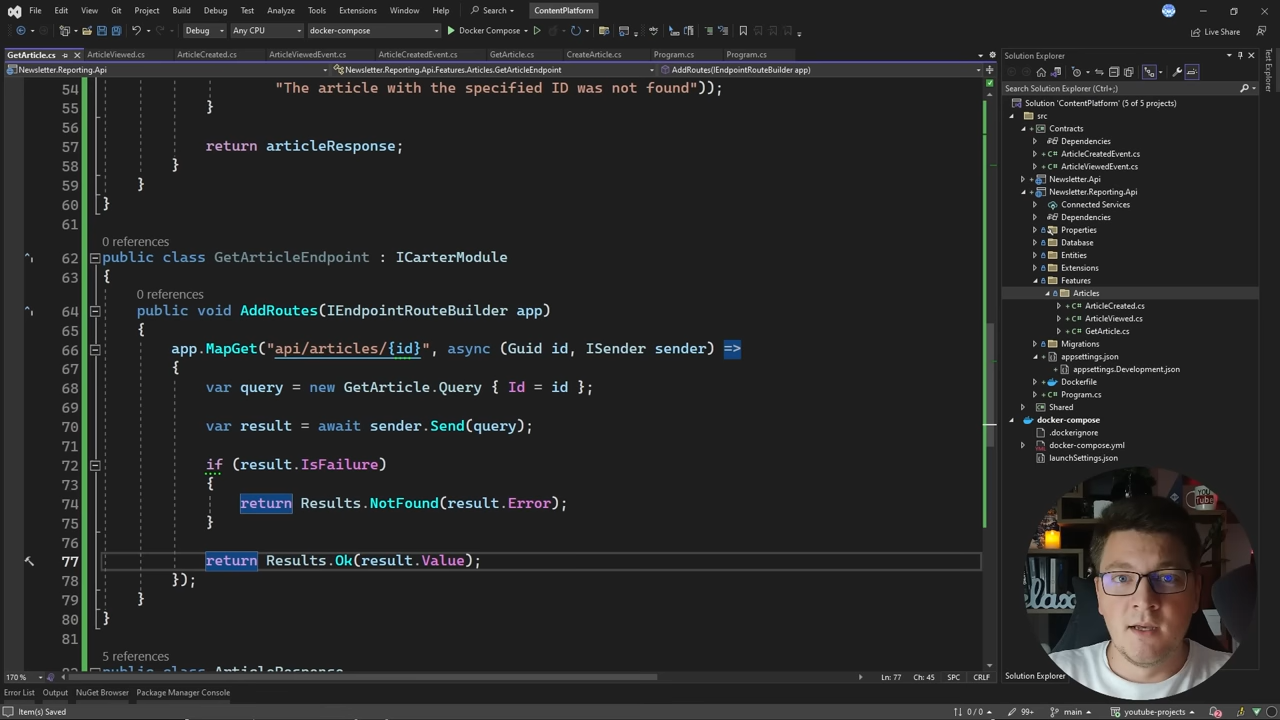 File Edit View Git Project Build Debug Test Analyze Tools Extensions Window Help Search ContentPlatform
Debug Any CPU docker-compose Docker Compose Live Share
GetArticle.cs ArticleViewed.cs ArticleCreated.cs ArticleViewedEvent.cs ArticleCreatedEvent.cs GetArticle.cs CreateArticle.cs Program.cs Program.cs
Newsletter.Reporting.Api Newsletter.Reporting.Api.Features.Articles.GetArticleEndpoint AddRoutes(IEndpointRouteBuilder app)
54 "The article with the specified ID was not found"));
55 }
56
57 return articleResponse;
58 }
59 }
60 }
61
0 references
62 public class GetArticleEndpoint : ICarterModule
63 {
0 references
64 public void AddRoutes(IEndpointRouteBuilder app)
65 {
66 app.MapGet("api/articles/{id}", async (Guid id, ISender sender) =>
67 {
68 var query = new GetArticle.Query { Id = id };
69
70 var result = await sender.Send(query);
71
72 if (result.IsFailure)
73 {
74 return Results.NotFound(result.Error);
75 }
76
77 return Results.Ok(result.Value);
78 });
79 }
80 }
81
5 references
public class ArticleResponse
170 % Ln: 77 Ch: 45 SPC CRLF
Error List Output NuGet Browser Package Manager Console
Item(s) Saved 0 / 0 99+ main youtube-projects 2
Solution Explorer
Search Solution Explorer (Ctrl+;)
Solution 'ContentPlatform' (5 of 5 projects)
src
Contracts
Dependencies
ArticleCreatedEvent.cs
ArticleViewedEvent.cs
Newsletter.Api
Newsletter.Reporting.Api
Connected Services
Dependencies
Properties
Database
Entities
Extensions
Features
Articles
ArticleCreated.cs
ArticleViewed.cs
GetArticle.cs
Migrations
appsettings.json
appsettings.Development.json
Dockerfile
Program.cs
Shared
docker-compose
.dockerignore
docker-compose.yml
launchSettings.json
Solution Explorer
Test Explorer
You Tube